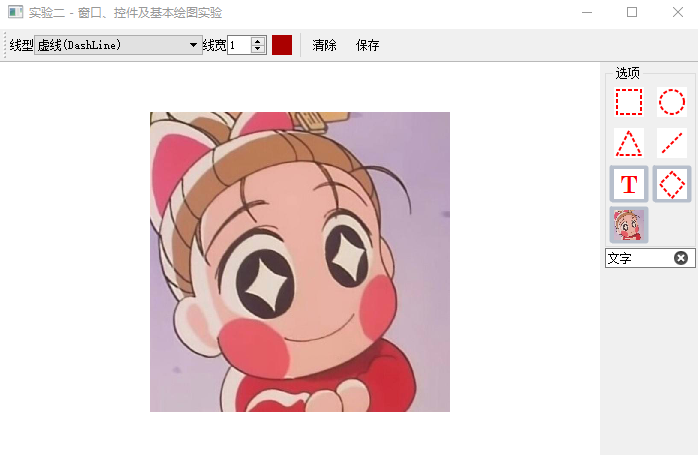 实验二 - 窗口、控件及基本绘图实验
线型 虚线(DashLine) 线宽 1 清除 保存
选项
T
文字